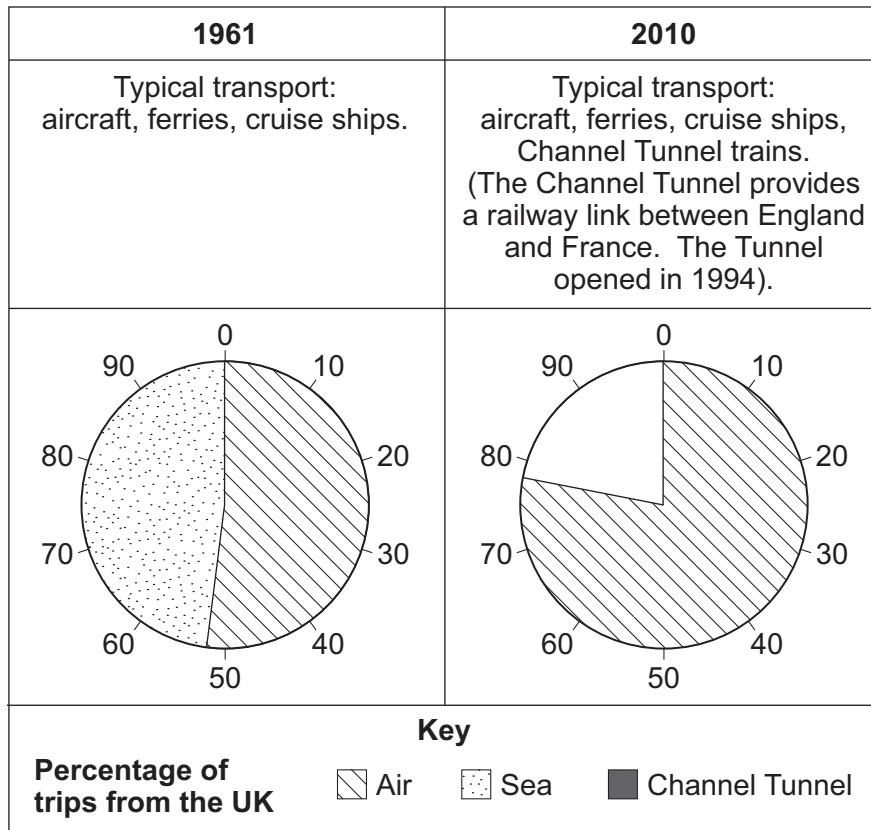 1961
2010
Typical transport:
aircraft, ferries, cruise ships.
Typical transport:
aircraft, ferries, cruise ships,
Channel Tunnel trains.
(The Channel Tunnel provides
a railway link between England
and France. The Tunnel
opened in 1994).
0
10
20
30
40
50
60
70
80
90
0
10
20
30
40
50
60
70
80
90
Key
Percentage of
trips from the UK
Air
Sea
Channel Tunnel